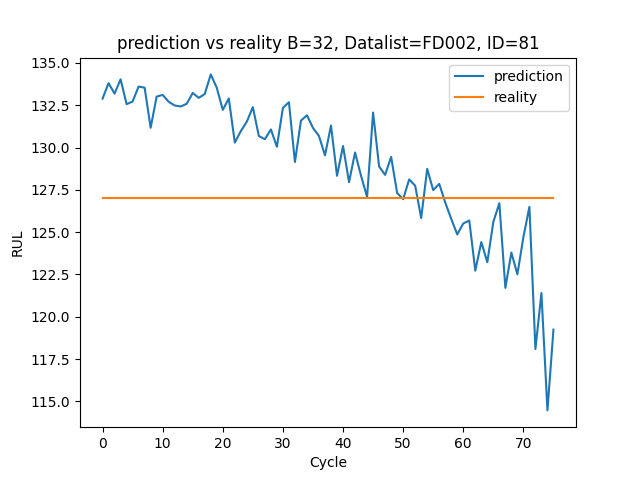 prediction vs reality B=32, Datalist=FD002, ID=81
prediction
reality
RUL
135.0
132.5
130.0
127.5
125.0
122.5
120.0
117.5
115.0
0 10 20 30 40 50 60 70
Cycle